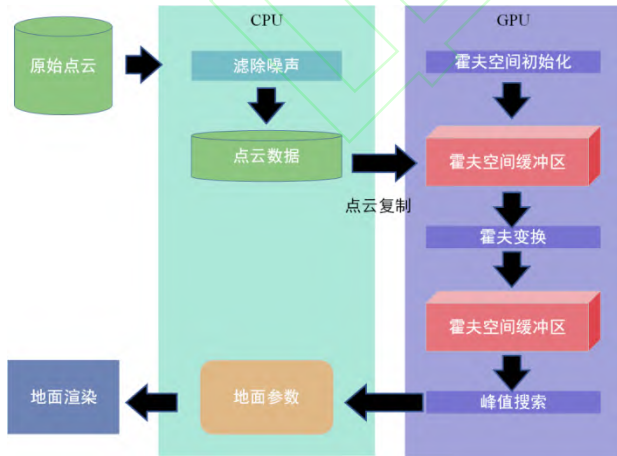 CPU
GPU
原始点云
滤除噪声
霍夫空间初始化
点云数据
霍夫空间缓冲区
点云复制
霍夫变换
霍夫空间缓冲区
地面渲染
地面参数
峰值搜索